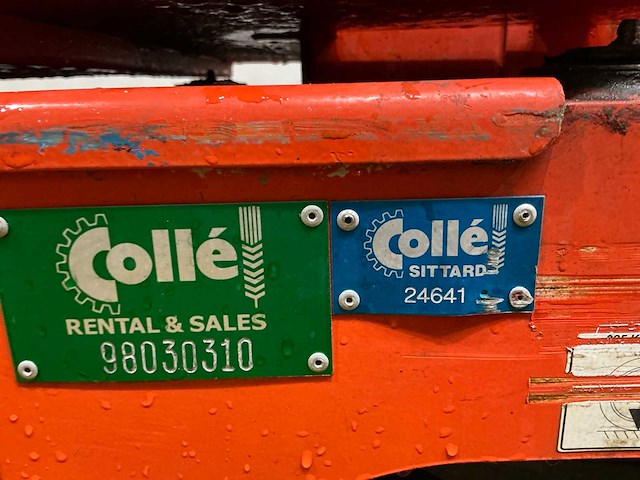 Collé
RENTAL & SALES
98030310
Collé
SITTARD
24641